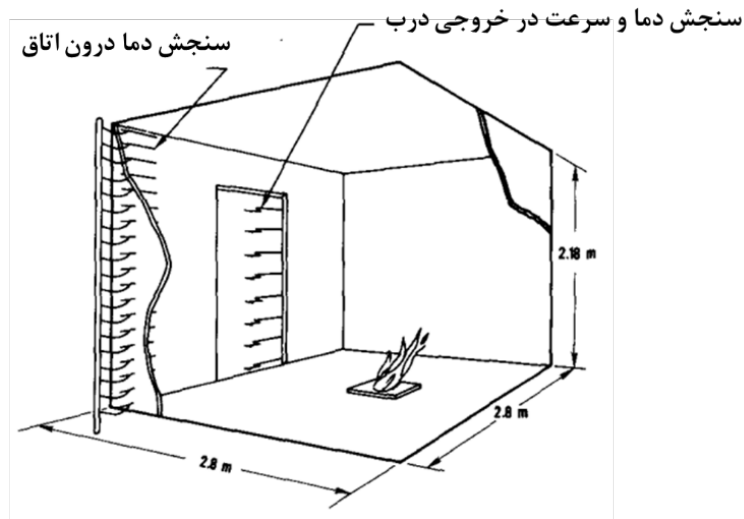 سنجش دما و سرعت در خروجی درب
سنجش دما درون اتاق
2.18 m
2.8 m
2.8 m